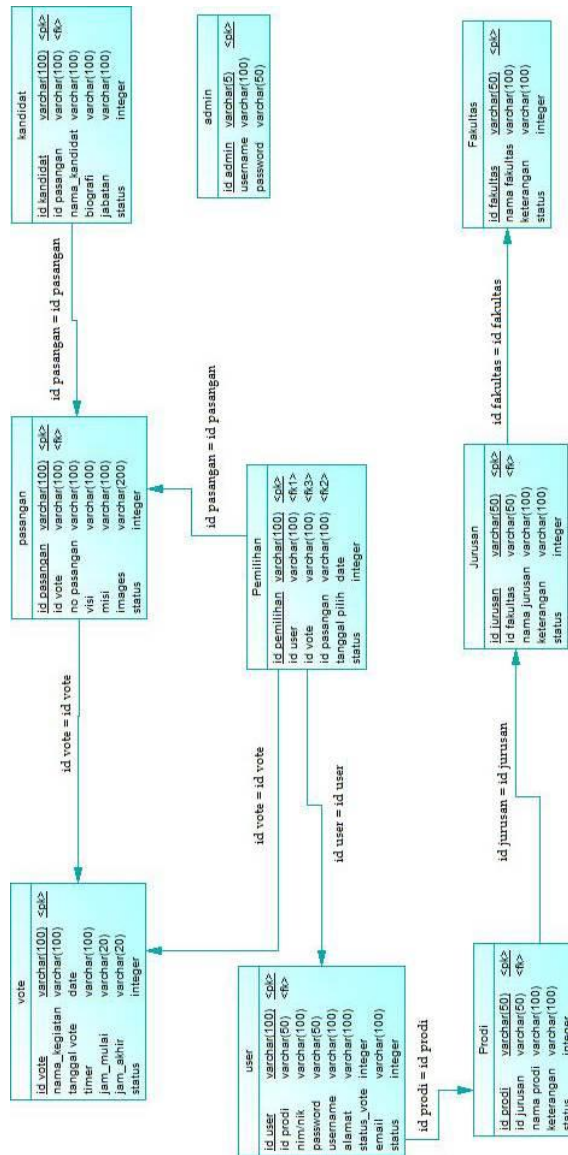 vote
id vote varchar(100) <pk>
nama_kegiatan varchar(100)
tanggal vote date
timer varchar(100)
jam_mulai varchar(20)
jam_akhir varchar(20)
status integer
id vote = id vote
pasangan
id pasangan varchar(100) <pk>
id vote varchar(100) <fk>
no pasangan varchar(100)
visi varchar(100)
misi varchar(100)
images varchar(200)
status integer
id pasangan = id pasangan
kandidat
id kandidat varchar(100) <pk>
id pasangan varchar(100) <fk>
nama_kandidat varchar(100)
biografi varchar(100)
jabatan varchar(100)
status integer
id vote = id vote
id user = id user
Pemilihan
id pemilihan varchar(100) <pk>
id user varchar(100) <fk1>
id vote varchar(100) <fk3>
id pasangan varchar(100) <fk2>
tanggal pilih date
status integer
id pasangan = id pasangan
admin
id admin varchar(5) <pk>
username varchar(100)
password varchar(50)
user
id user varchar(100) <pk>
id prodi varchar(50) <fk>
nim/nik varchar(100)
password varchar(50)
username varchar(100)
alamat varchar(100)
status_vote integer
email varchar(100)
status integer
id prodi = id prodi
Prodi
id prodi varchar(50) <pk>
id jurusan varchar(50) <fk>
nama prodi varchar(100)
keterangan varchar(100)
status integer
id jurusan = id jurusan
Jurusan
id jurusan varchar(50) <pk>
id fakultas varchar(50) <fk>
nama jurusan varchar(100)
keterangan varchar(100)
status integer
id fakultas = id fakultas
Fakultas
id fakultas varchar(50) <pk>
nama fakultas varchar(100)
keterangan varchar(100)
status integer